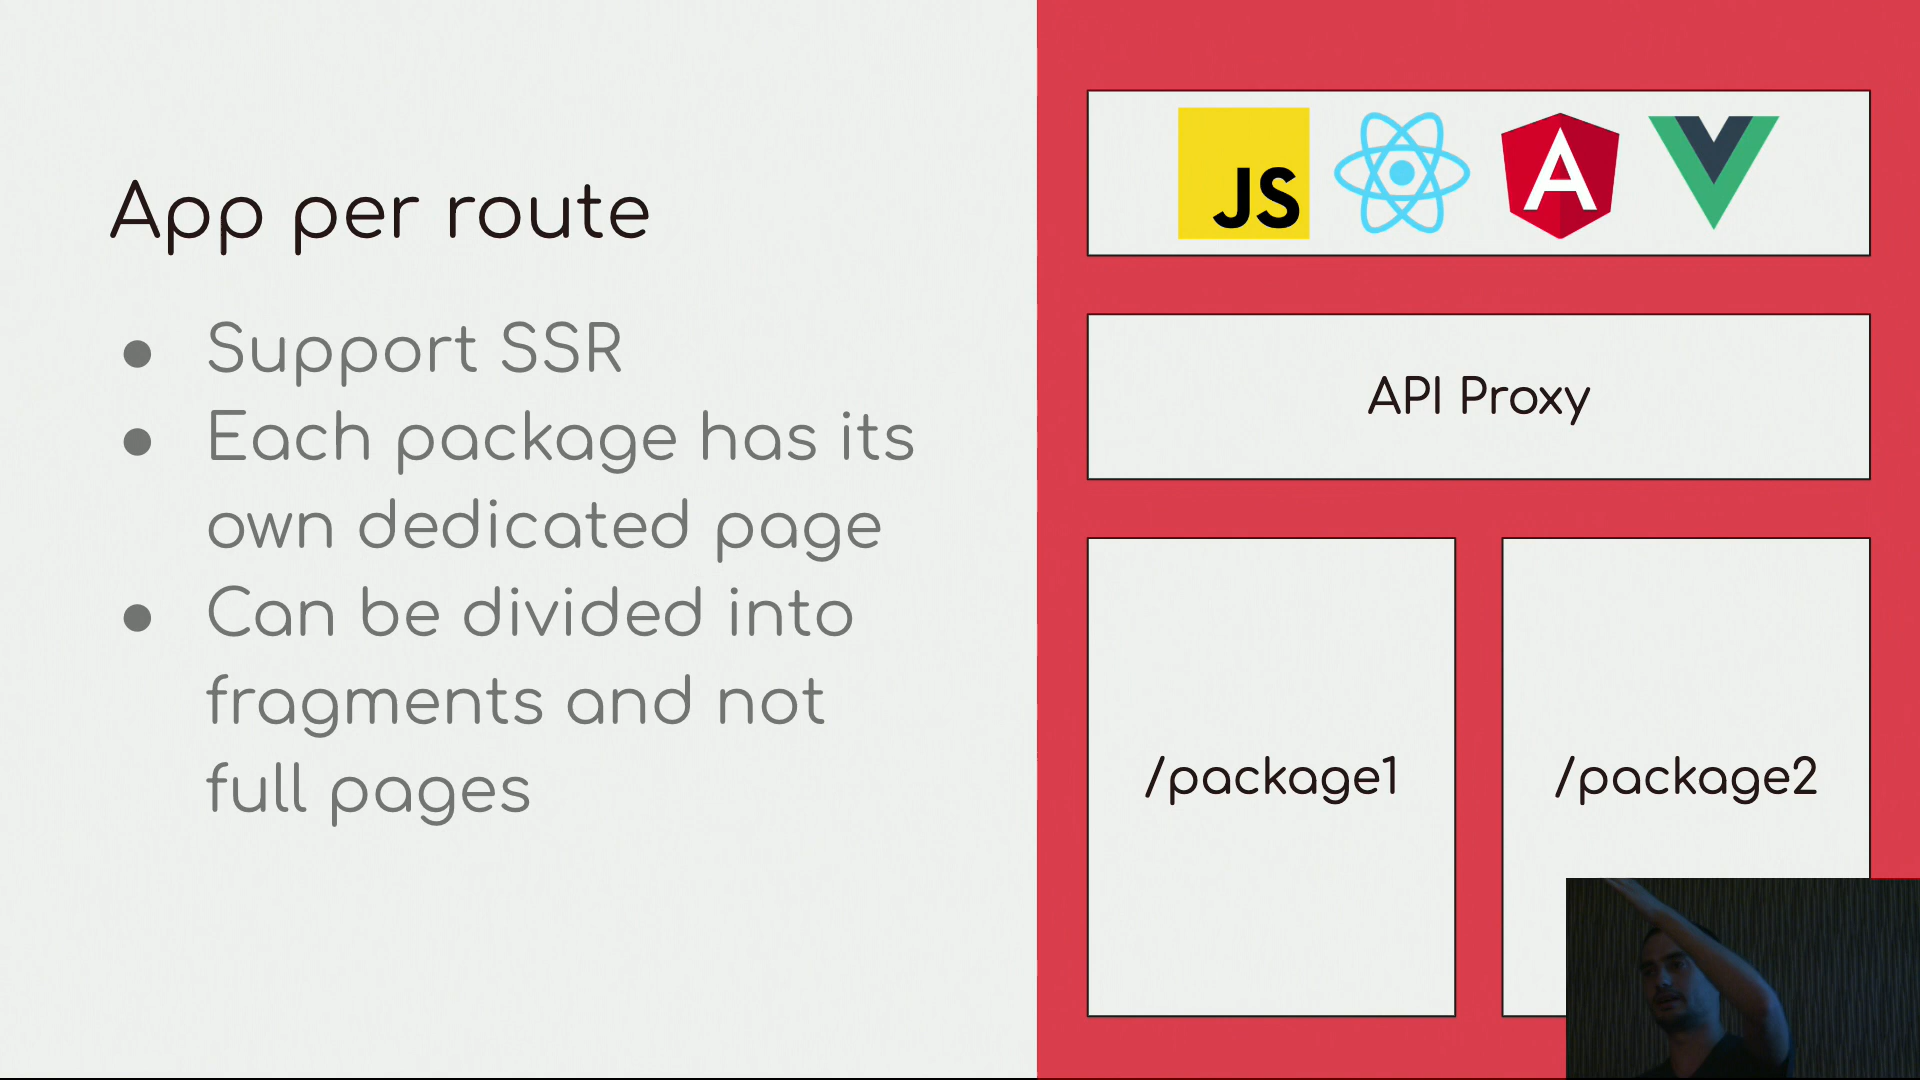 App per route
● Support SSR
● Each package has its
own dedicated page
● Can be divided into
fragments and not
full pages
JS
A
API Proxy
/package1
/package2